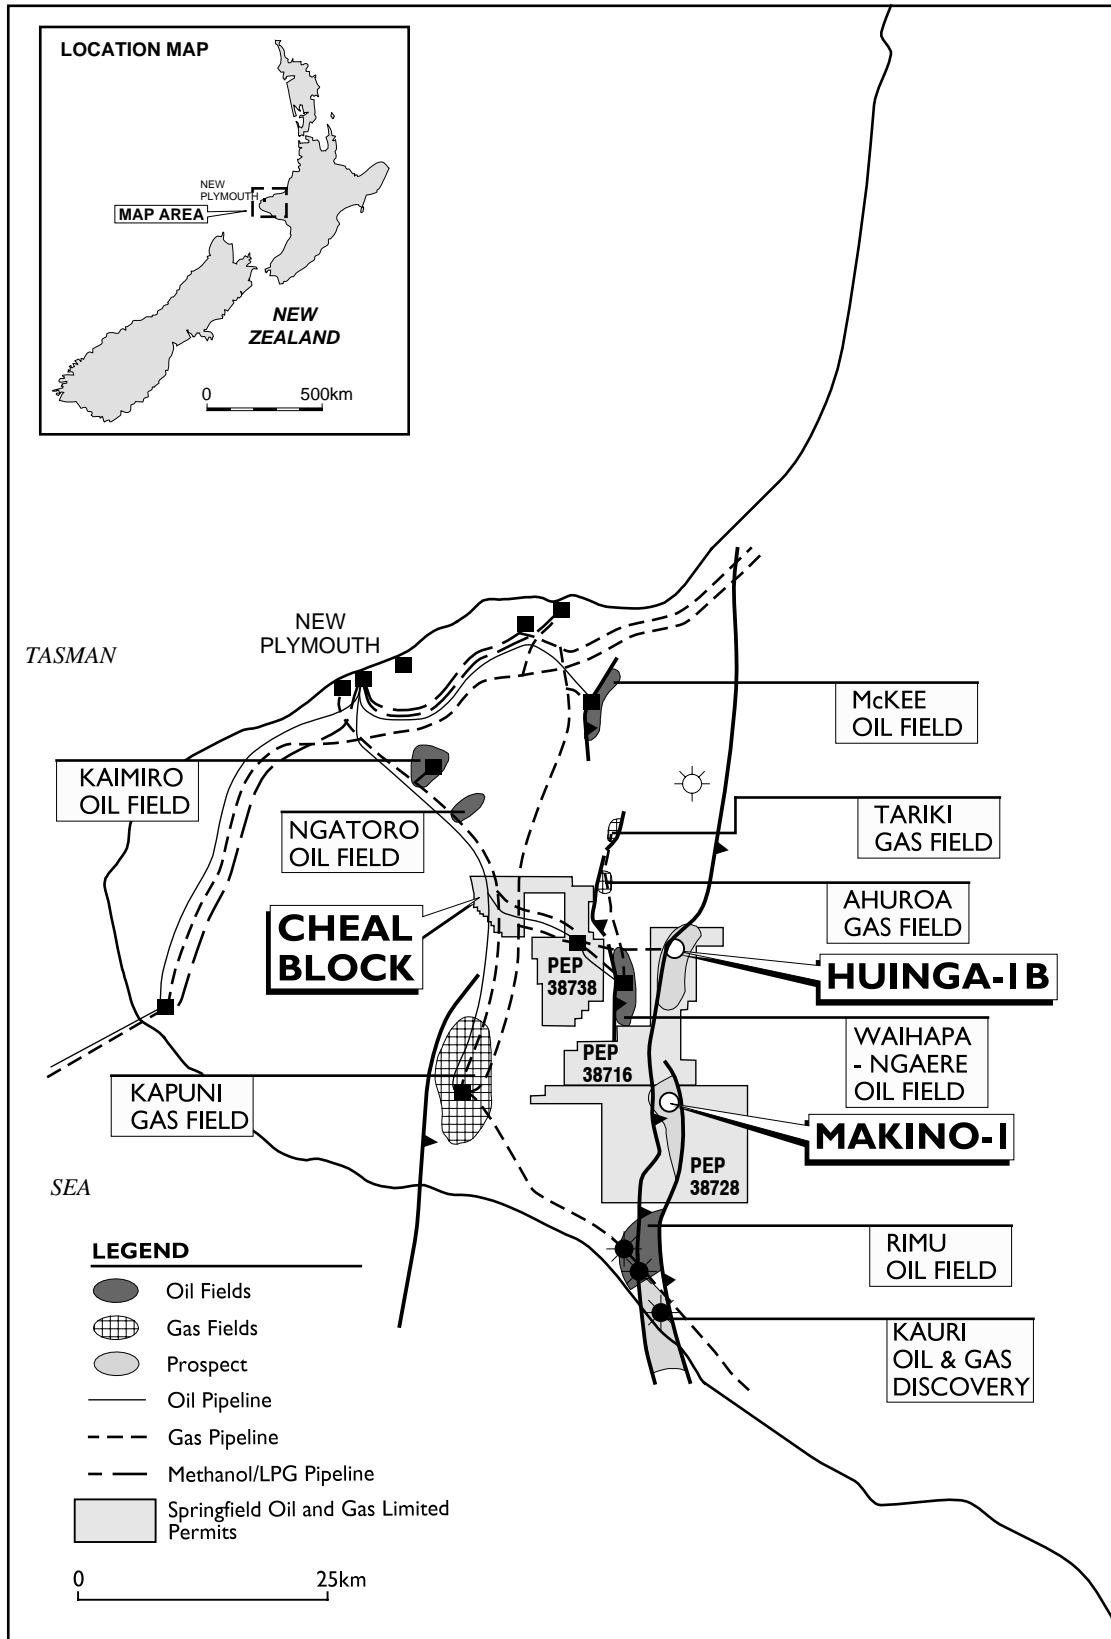 LOCATION MAP
NEW
PLYMOUTH
MAP AREA
NEW
ZEALAND
0 500km
NEW
PLYMOUTH
TASMAN
McKEE
OIL FIELD
KAIMIRO
OIL FIELD
NGATORO
OIL FIELD
TARIKI
GAS FIELD
AHUROA
GAS FIELD
CHEAL
BLOCK
PEP
38738
HUINGA-1B
WAIHAPA
- NGAERE
OIL FIELD
PEP
38716
KAPUNI
GAS FIELD
MAKINO-1
PEP
38728
SEA
RIMU
OIL FIELD
KAURI
OIL & GAS
DISCOVERY
LEGEND
Oil Fields
Gas Fields
Prospect
Oil Pipeline
Gas Pipeline
Methanol/LPG Pipeline
Springfield Oil and Gas Limited
Permits
0 25km